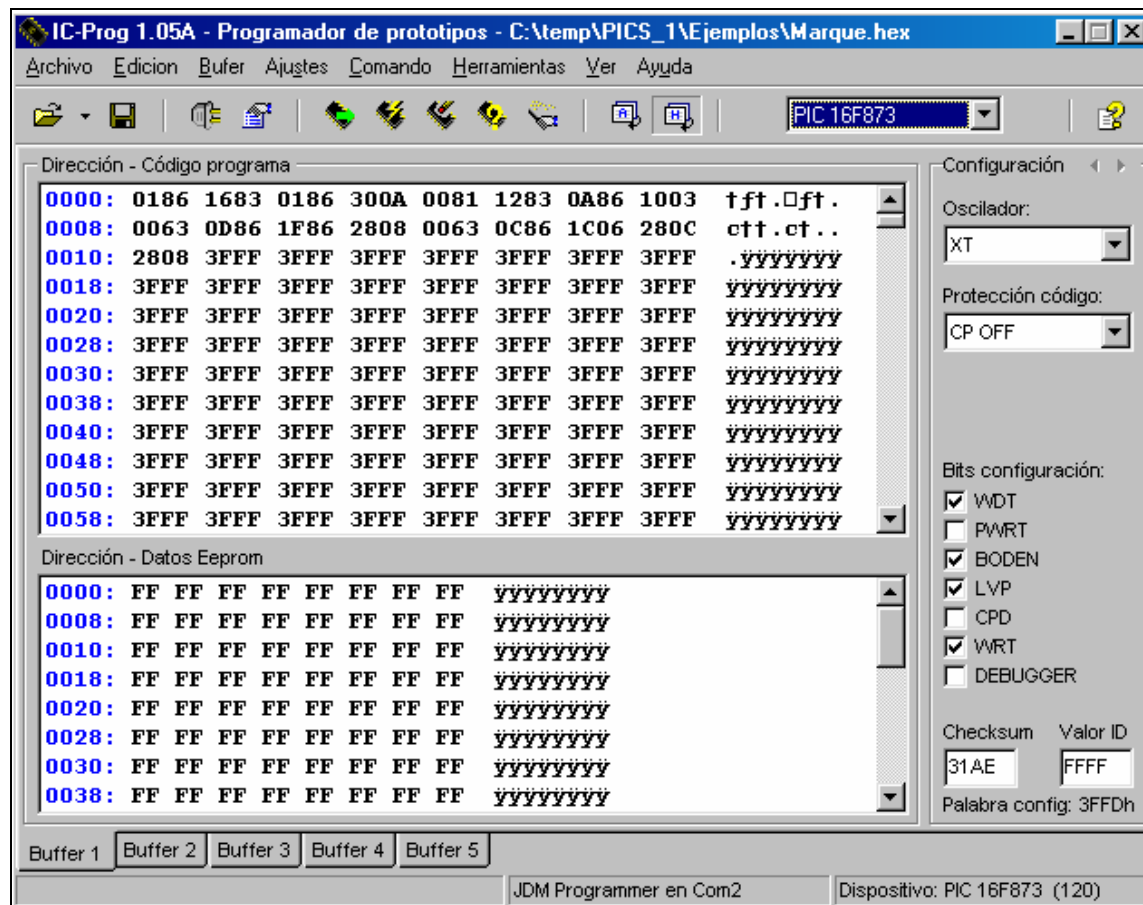 IC-Prog 1.05A - Programador de prototipos - C:\temp\PICS_1\Ejemplos\Marque.hex
Archivo Edicion Bufer Ajustes Comando Herramientas Ver Ayuda
PIC 16F873
Dirección - Código programa
0000: 0186 1683 0186 300A 0081 1283 0A86 1003 †ƒ†.□ƒ†.
0008: 0063 0D86 1F86 2808 0063 0C86 1C06 280C c††.c†..
0010: 2808 3FFF 3FFF 3FFF 3FFF 3FFF 3FFF 3FFF .ÿÿÿÿÿÿÿ
0018: 3FFF 3FFF 3FFF 3FFF 3FFF 3FFF 3FFF 3FFF ÿÿÿÿÿÿÿÿ
0020: 3FFF 3FFF 3FFF 3FFF 3FFF 3FFF 3FFF 3FFF ÿÿÿÿÿÿÿÿ
0028: 3FFF 3FFF 3FFF 3FFF 3FFF 3FFF 3FFF 3FFF ÿÿÿÿÿÿÿÿ
0030: 3FFF 3FFF 3FFF 3FFF 3FFF 3FFF 3FFF 3FFF ÿÿÿÿÿÿÿÿ
0038: 3FFF 3FFF 3FFF 3FFF 3FFF 3FFF 3FFF 3FFF ÿÿÿÿÿÿÿÿ
0040: 3FFF 3FFF 3FFF 3FFF 3FFF 3FFF 3FFF 3FFF ÿÿÿÿÿÿÿÿ
0048: 3FFF 3FFF 3FFF 3FFF 3FFF 3FFF 3FFF 3FFF ÿÿÿÿÿÿÿÿ
0050: 3FFF 3FFF 3FFF 3FFF 3FFF 3FFF 3FFF 3FFF ÿÿÿÿÿÿÿÿ
0058: 3FFF 3FFF 3FFF 3FFF 3FFF 3FFF 3FFF 3FFF ÿÿÿÿÿÿÿÿ
Dirección - Datos Eeprom
0000: FF FF FF FF FF FF FF FF ÿÿÿÿÿÿÿÿ
0008: FF FF FF FF FF FF FF FF ÿÿÿÿÿÿÿÿ
0010: FF FF FF FF FF FF FF FF ÿÿÿÿÿÿÿÿ
0018: FF FF FF FF FF FF FF FF ÿÿÿÿÿÿÿÿ
0020: FF FF FF FF FF FF FF FF ÿÿÿÿÿÿÿÿ
0028: FF FF FF FF FF FF FF FF ÿÿÿÿÿÿÿÿ
0030: FF FF FF FF FF FF FF FF ÿÿÿÿÿÿÿÿ
0038: FF FF FF FF FF FF FF FF ÿÿÿÿÿÿÿÿ
Configuración
Oscilador:
XT
Protección código:
CP OFF
Bits configuración:
WDT
PWRT
BODEN
LVP
CPD
WRT
DEBUGGER
Checksum Valor ID
31AE FFFF
Palabra config: 3FFDh
Buffer 1 Buffer 2 Buffer 3 Buffer 4 Buffer 5
JDM Programmer en Com2 Dispositivo: PIC 16F873 (120)